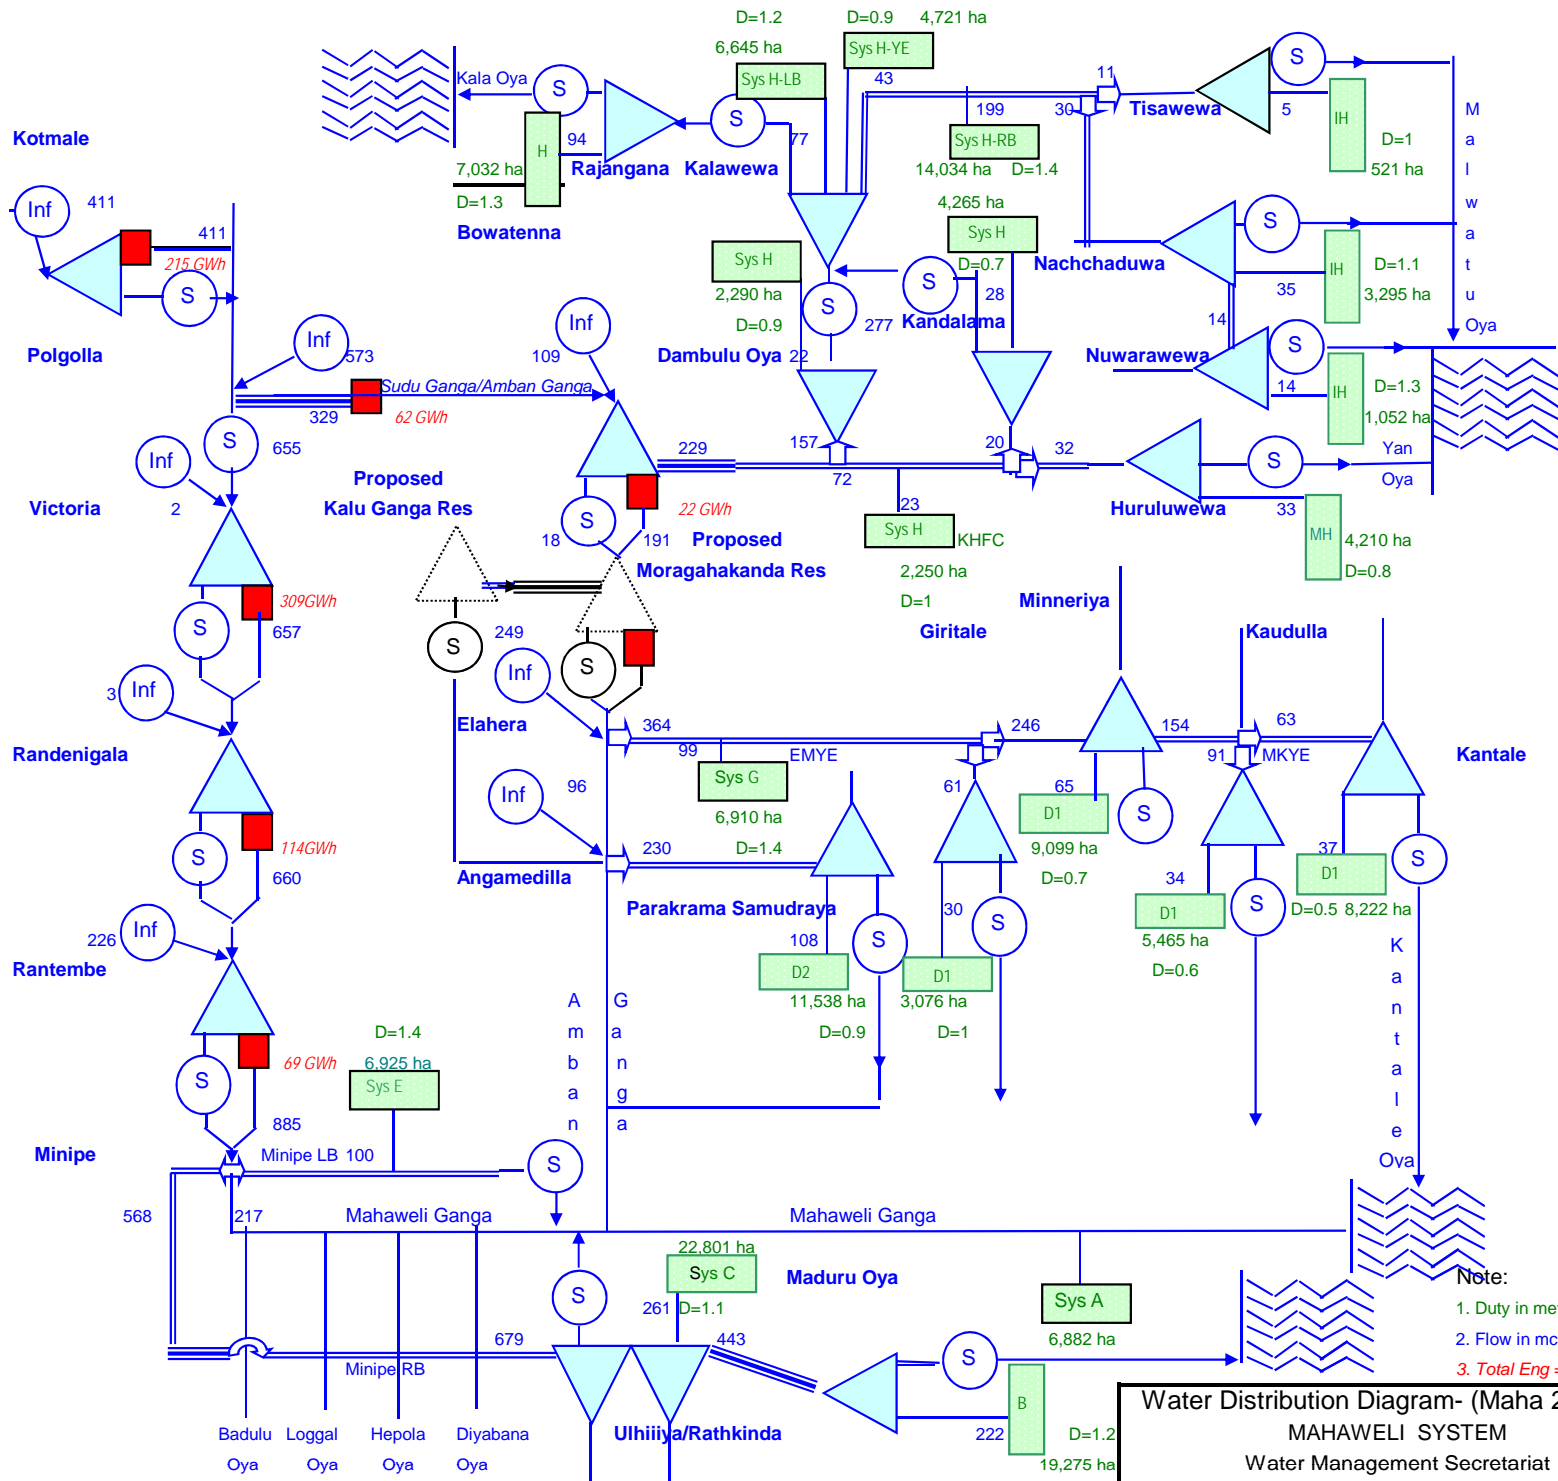 D=1.2
D=0.9 4,721 ha
6,645 ha
Sys H-YE
43
Sys H-LB
Kala Oya
S
S
77
94
H
7,032 ha
D=1.3
Rajangana
Kalawewa
Bowatenna
199
Sys H-RB
14,034 ha D=1.4
30
11
Tisawewa
S
5
IH
D=1
521 ha
M
a
l
w
a
t
u
Oya
Kotmale
Inf
411
411
215 GWh
S
4,265 ha
Sys H
D=0.7
28
Nachchaduwa
S
IH
D=1.1
35
3,295 ha
14
Sys H
2,290 ha
D=0.9
S
277
S
Kandalama
Dambulu Oya
22
Nuwarawewa
S
14
IH
D=1.3
1,052 ha
Yan
Oya
Polgolla
Inf
573
Sudu Ganga/Amban Ganga
329
62 GWh
Inf
109
S
655
Inf
2
Victoria
309GWh
S
657
229
157
72
20
32
22 GWh
S
18
191
23
Sys H
KHFC
2,250 ha
D=1
Huruluwewa
S
33
MH
4,210 ha
D=0.8
Proposed
Kalu Ganga Res
Proposed
Moragahakanda Res
S
249
S
Inf
Elahera
364
99
Sys G
6,910 ha
D=1.4
EMYE
Giritale
246
Minneriya
154
Kaudulla
63
91
MKYE
Kantale
3
Inf
Randenigala
114GWh
S
660
Inf
96
230
Angamedilla
Parakrama Samudraya
61
65
D1
9,099 ha
D=0.7
S
34
D1
5,465 ha
D=0.6
S
37
D1
D=0.5 8,222 ha
S
226
Inf
Rantembe
69 GWh
S
885
108
D2
11,538 ha
D=0.9
S
30
D1
3,076 ha
D=1
S
A
m
b
a
n
G
a
n
g
a
K
a
n
t
a
l
e
Oya
D=1.4
6,925 ha
Sys E
Minipe
Minipe LB 100
S
568
217
Mahaweli Ganga
Mahaweli Ganga
22,801 ha
Sys C
261
D=1.1
Maduru Oya
S
679
443
Minipe RB
Sys A
6,882 ha
S
222
B
D=1.2
19,275 ha
Ulhiiiya/Rathkinda
Badulu
Oya
Loggal
Oya
Hepola
Oya
Diyabana
Oya
Note:
1. Duty in me
2. Flow in mc
3. Total Eng =
Water Distribution Diagram- (Maha 2
MAHAWELI SYSTEM
Water Management Secretariat